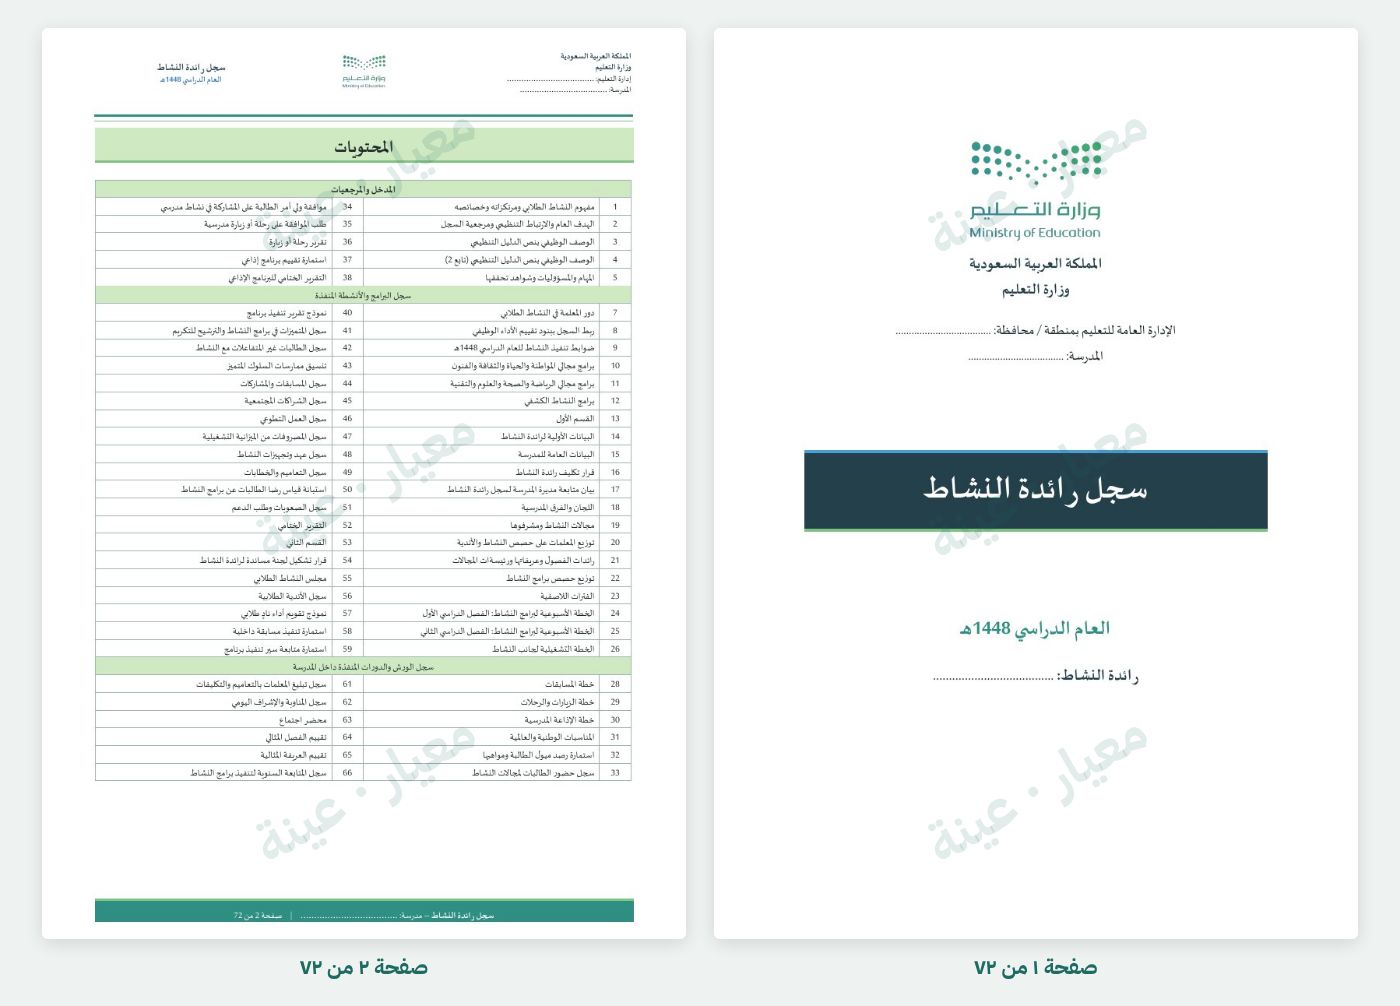 وزارة التعـــليم
Ministry of Education
المملكة العربية السعودية
وزارة التعليم
الإدارة العامة للتعليم بمنطقة / محافظة: ....................................
المدرسة: ....................................
سجل رائدة النشاط
العام الدراسي 1448هـ
رائدة النشاط: ....................................
معيار · عينة
معيار · عينة
معيار · عينة
صفحة ١ من ٧٢
المملكة العربية السعودية
وزارة التعليم
إدارة التعليم: ....................................
المدرسة: ....................................
وزارة التعـــليم
Ministry of Education
سجل رائدة النشاط
العام الدراسي 1448هـ
المحتويات
المدخل والمرجعيات
1 مفهوم النشاط الطلابي ومرتكزاته وخصائصه 34 موافقة ولي أمر الطالبة على المشاركة في نشاط مدرسي
2 الهدف العام والارتباط التنظيمي ومرجعية السجل 35 طلب الموافقة على رحلة أو زيارة مدرسية
3 الوصف الوظيفي بنص الدليل التنظيمي 36 تقرير رحلة أو زيارة
4 الوصف الوظيفي بنص الدليل التنظيمي (تابع 2) 37 استمارة تقييم برنامج إذاعي
5 المهام والمسؤوليات وشواهد تحققها 38 التقرير الختامي للبرنامج الإذاعي
سجل البرامج والأنشطة المنفذة
7 دور المعلمة في النشاط الطلابي 40 نموذج تقرير تنفيذ برنامج
8 ربط السجل ببنود تقييم الأداء الوظيفي 41 سجل المتميزات في برامج النشاط والترشيح للتكريم
9 ضوابط تنفيذ النشاط للعام الدراسي 1448هـ 42 سجل الطالبات غير المتفاعلات مع النشاط
10 برامج مجالي المواطنة والحياة والثقافة والفنون 43 تنسيق ممارسات السلوك المتميز
11 برامج مجالي الرياضة والصحة والعلوم والتقنية 44 سجل المسابقات والمشاركات
12 برامج النشاط الكشفي 45 سجل الشراكات المجتمعية
13 القسم الأول 46 سجل العمل التطوعي
14 البيانات الأولية لرائدة النشاط 47 سجل المصروفات من الميزانية التشغيلية
15 البيانات العامة للمدرسة 48 سجل عهد وتجهيزات النشاط
16 قرار تكليف رائدة النشاط 49 سجل التعاميم والخطابات
17 بيان متابعة مديرة المدرسة لسجل رائدة النشاط 50 استبانة قياس رضا الطالبات عن برامج النشاط
18 اللجان والفرق المدرسية 51 سجل الصعوبات وطلب الدعم
19 مجالات النشاط ومشرفوها 52 التقرير الختامي
20 توزيع المعلمات على حصص النشاط والأندية 53 القسم الثاني
21 رائدات الفصول وعريفاتها ورئيسات المجالات 54 قرار تشكيل لجنة مساندة لرائدة النشاط
22 توزيع حصص برامج النشاط 55 مجلس النشاط الطلابي
23 الفترات اللاصفية 56 سجل الأندية الطلابية
24 الخطة الأسبوعية لبرامج النشاط: الفصل الدراسي الأول 57 نموذج تقويم أداء نادٍ طلابي
25 الخطة الأسبوعية لبرامج النشاط: الفصل الدراسي الثاني 58 استمارة تنفيذ مسابقة داخلية
26 الخطة التشغيلية لجانب النشاط 59 استمارة متابعة سير تنفيذ برنامج
سجل الورش والدورات المنفذة داخل المدرسة
28 خطة المسابقات 61 سجل تبليغ المعلمات بالتعاميم والتكليفات
29 خطة الزيارات والرحلات 62 سجل المناوبة والإشراف اليومي
30 خطة الإذاعة المدرسية 63 محضر اجتماع
31 المناسبات الوطنية والعالمية 64 تقييم الفصل المثالي
32 استمارة رصد ميول الطالبة ومواهبها 65 تقييم العريفة المثالية
33 سجل حضور الطالبات لمجالات النشاط 66 سجل المتابعة السنوية لتنفيذ برامج النشاط
معيار · عينة
معيار · عينة
معيار · عينة
سجل رائدة النشاط – مدرسة: .................................... | صفحة 2 من 72
صفحة ٢ من ٧٢